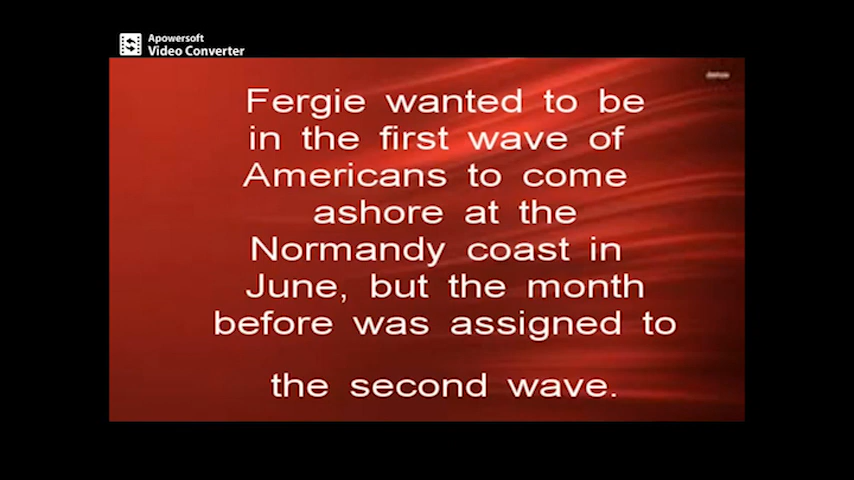 Apowersoft
Video Converter
Fergie wanted to be
in the first wave of
Americans to come
ashore at the
Normandy coast in
June, but the month
before was assigned to
the second wave.